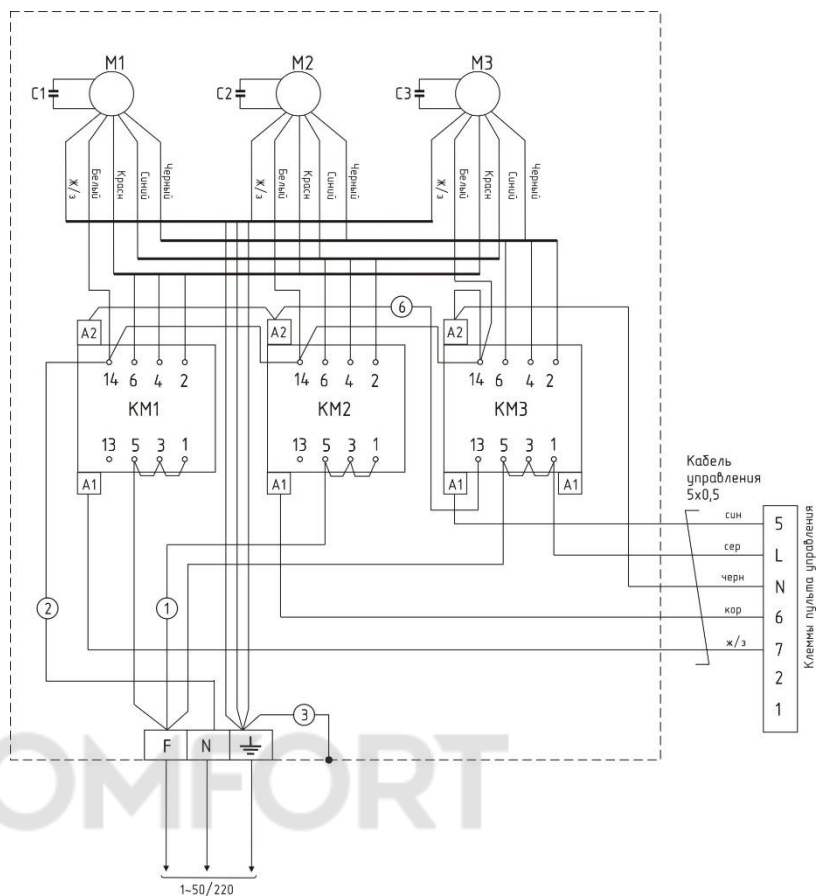 M1 M2 M3
C1 C2 C3
Ж/з Белый Красн Синий Черный
Ж/з Белый Красн Синий Черный
Ж/з Белый Красн Синий Черный
6
A2 A2 A2
14 6 4 2
14 6 4 2
14 6 4 2
KM1 KM2 KM3
13 5 3 1
13 5 3 1
13 5 3 1
A1 A1 A1 A1
Кабель
управления
5x0,5
син 5
сер L
черн N
кор 6
ж/з 7
2
1
Клеммы пульта управления
2 1
3
F N
OMFORT
1~50/220